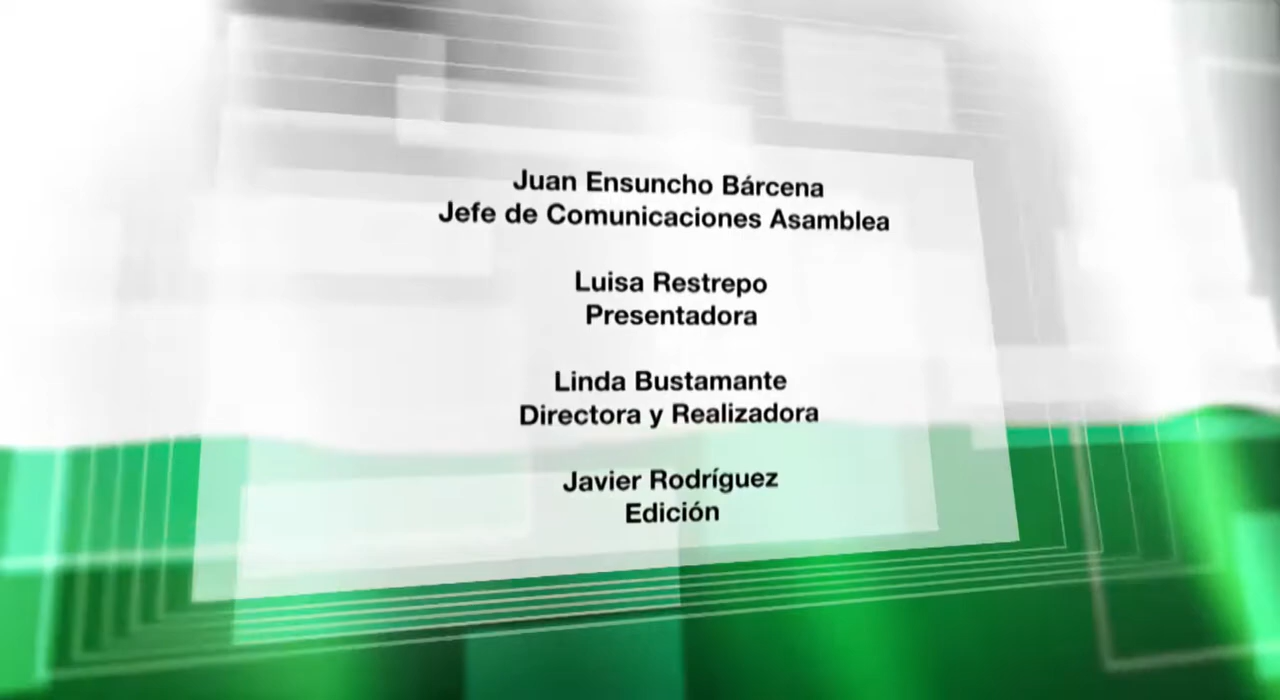 Juan Ensuncho Bárcena
Jefe de Comunicaciones Asamblea
Luisa Restrepo
Presentadora
Linda Bustamante
Directora y Realizadora
Javier Rodríguez
Edición